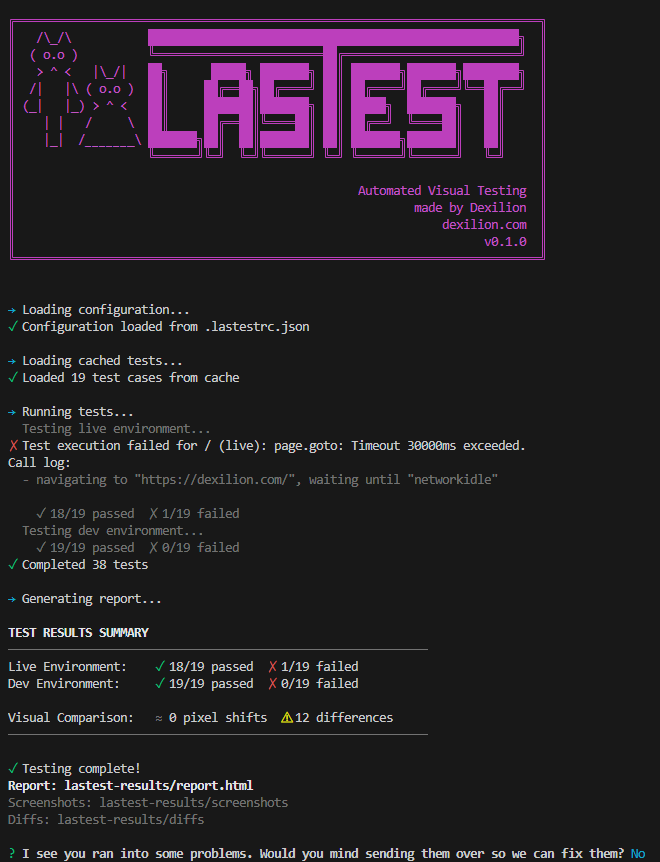 LASTEST
Automated Visual Testing
made by Dexilion
dexilion.com
v0.1.0
→ Loading configuration...
✓ Configuration loaded from .lastestrc.json
→ Loading cached tests...
✓ Loaded 19 test cases from cache
→ Running tests...
Testing live environment...
✗ Test execution failed for / (live): page.goto: Timeout 30000ms exceeded.
Call log:
- navigating to "https://dexilion.com/", waiting until "networkidle"
✓ 18/19 passed ✗ 1/19 failed
Testing dev environment...
✓ 19/19 passed ✗ 0/19 failed
✓ Completed 38 tests
→ Generating report...
TEST RESULTS SUMMARY
Live Environment: ✓ 18/19 passed ✗ 1/19 failed
Dev Environment: ✓ 19/19 passed ✗ 0/19 failed
Visual Comparison: ≈ 0 pixel shifts ⚠ 12 differences
✓ Testing complete!
Report: lastest-results/report.html
Screenshots: lastest-results/screenshots
Diffs: lastest-results/diffs
? I see you ran into some problems. Would you mind sending them over so we can fix them? No